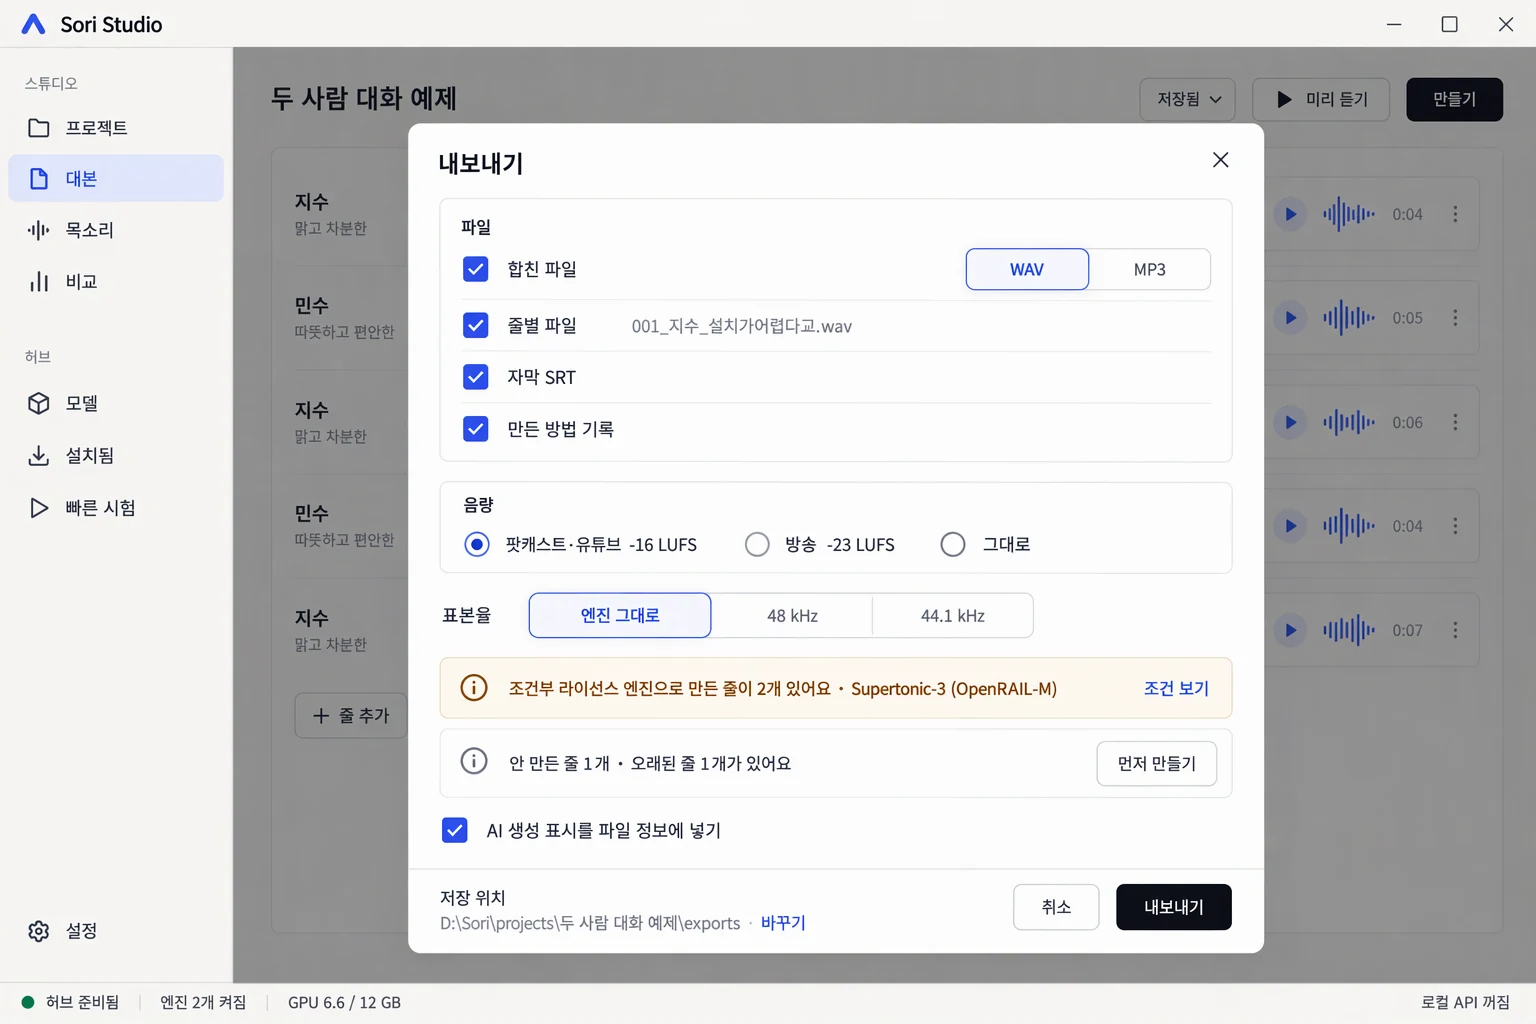 Sori Studio
스튜디오
프로젝트
대본
목소리
비교
허브
모델
설치됨
빠른 시험
설정
두 사람 대화 예제
저장됨
미리 듣기
만들기
지수
맑고 차분한
0:04
민수
따뜻하고 편안한
0:05
지수
맑고 차분한
0:06
민수
따뜻하고 편안한
0:04
지수
맑고 차분한
0:07
줄 추가
내보내기
파일
합친 파일
WAV
MP3
줄별 파일
001_지수_설치가어렵다교.wav
자막 SRT
만든 방법 기록
음량
팟캐스트·유튜브 -16 LUFS
방송 -23 LUFS
그대로
표본율
엔진 그대로
48 kHz
44.1 kHz
조건부 라이선스 엔진으로 만든 줄이 2개 있어요 · Supertonic-3 (OpenRAIL-M)
조건 보기
안 만든 줄 1개 · 오래된 줄 1개가 있어요
먼저 만들기
AI 생성 표시를 파일 정보에 넣기
저장 위치
D:\Sori\projects\두 사람 대화 예제\exports · 바꾸기
취소
내보내기
허브 준비됨
엔진 2개 켜짐
GPU 6.6 / 12 GB
로컬 API 꺼짐